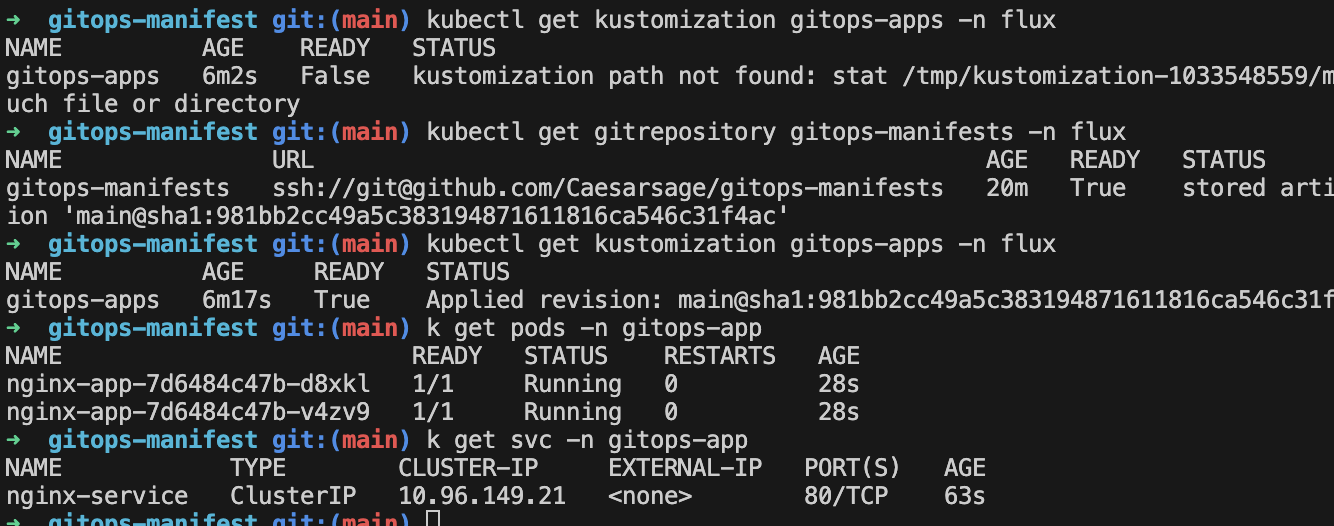 ➜  gitops-manifest git:(main) kubectl get kustomization gitops-apps -n flux
NAME          AGE    READY   STATUS
gitops-apps   6m2s   False   kustomization path not found: stat /tmp/kustomization-1033548559/m
uch file or directory
➜  gitops-manifest git:(main) kubectl get gitrepository gitops-manifests -n flux
NAME               URL                                                AGE   READY   STATUS
gitops-manifests   ssh://git@github.com/Caesarsage/gitops-manifests   20m   True    stored arti
ion 'main@sha1:981bb2cc49a5c383194871611816ca546c31f4ac'
➜  gitops-manifest git:(main) kubectl get kustomization gitops-apps -n flux
NAME          AGE     READY   STATUS
gitops-apps   6m17s   True    Applied revision: main@sha1:981bb2cc49a5c383194871611816ca546c31f
➜  gitops-manifest git:(main) k get pods -n gitops-app
NAME                         READY   STATUS    RESTARTS   AGE
nginx-app-7d6484c47b-d8xkl   1/1     Running   0          28s
nginx-app-7d6484c47b-v4zv9   1/1     Running   0          28s
➜  gitops-manifest git:(main) k get svc -n gitops-app
NAME            TYPE        CLUSTER-IP     EXTERNAL-IP   PORT(S)   AGE
nginx-service   ClusterIP   10.96.149.21   <none>        80/TCP    63s
➜  gitops-manifest git:(main)